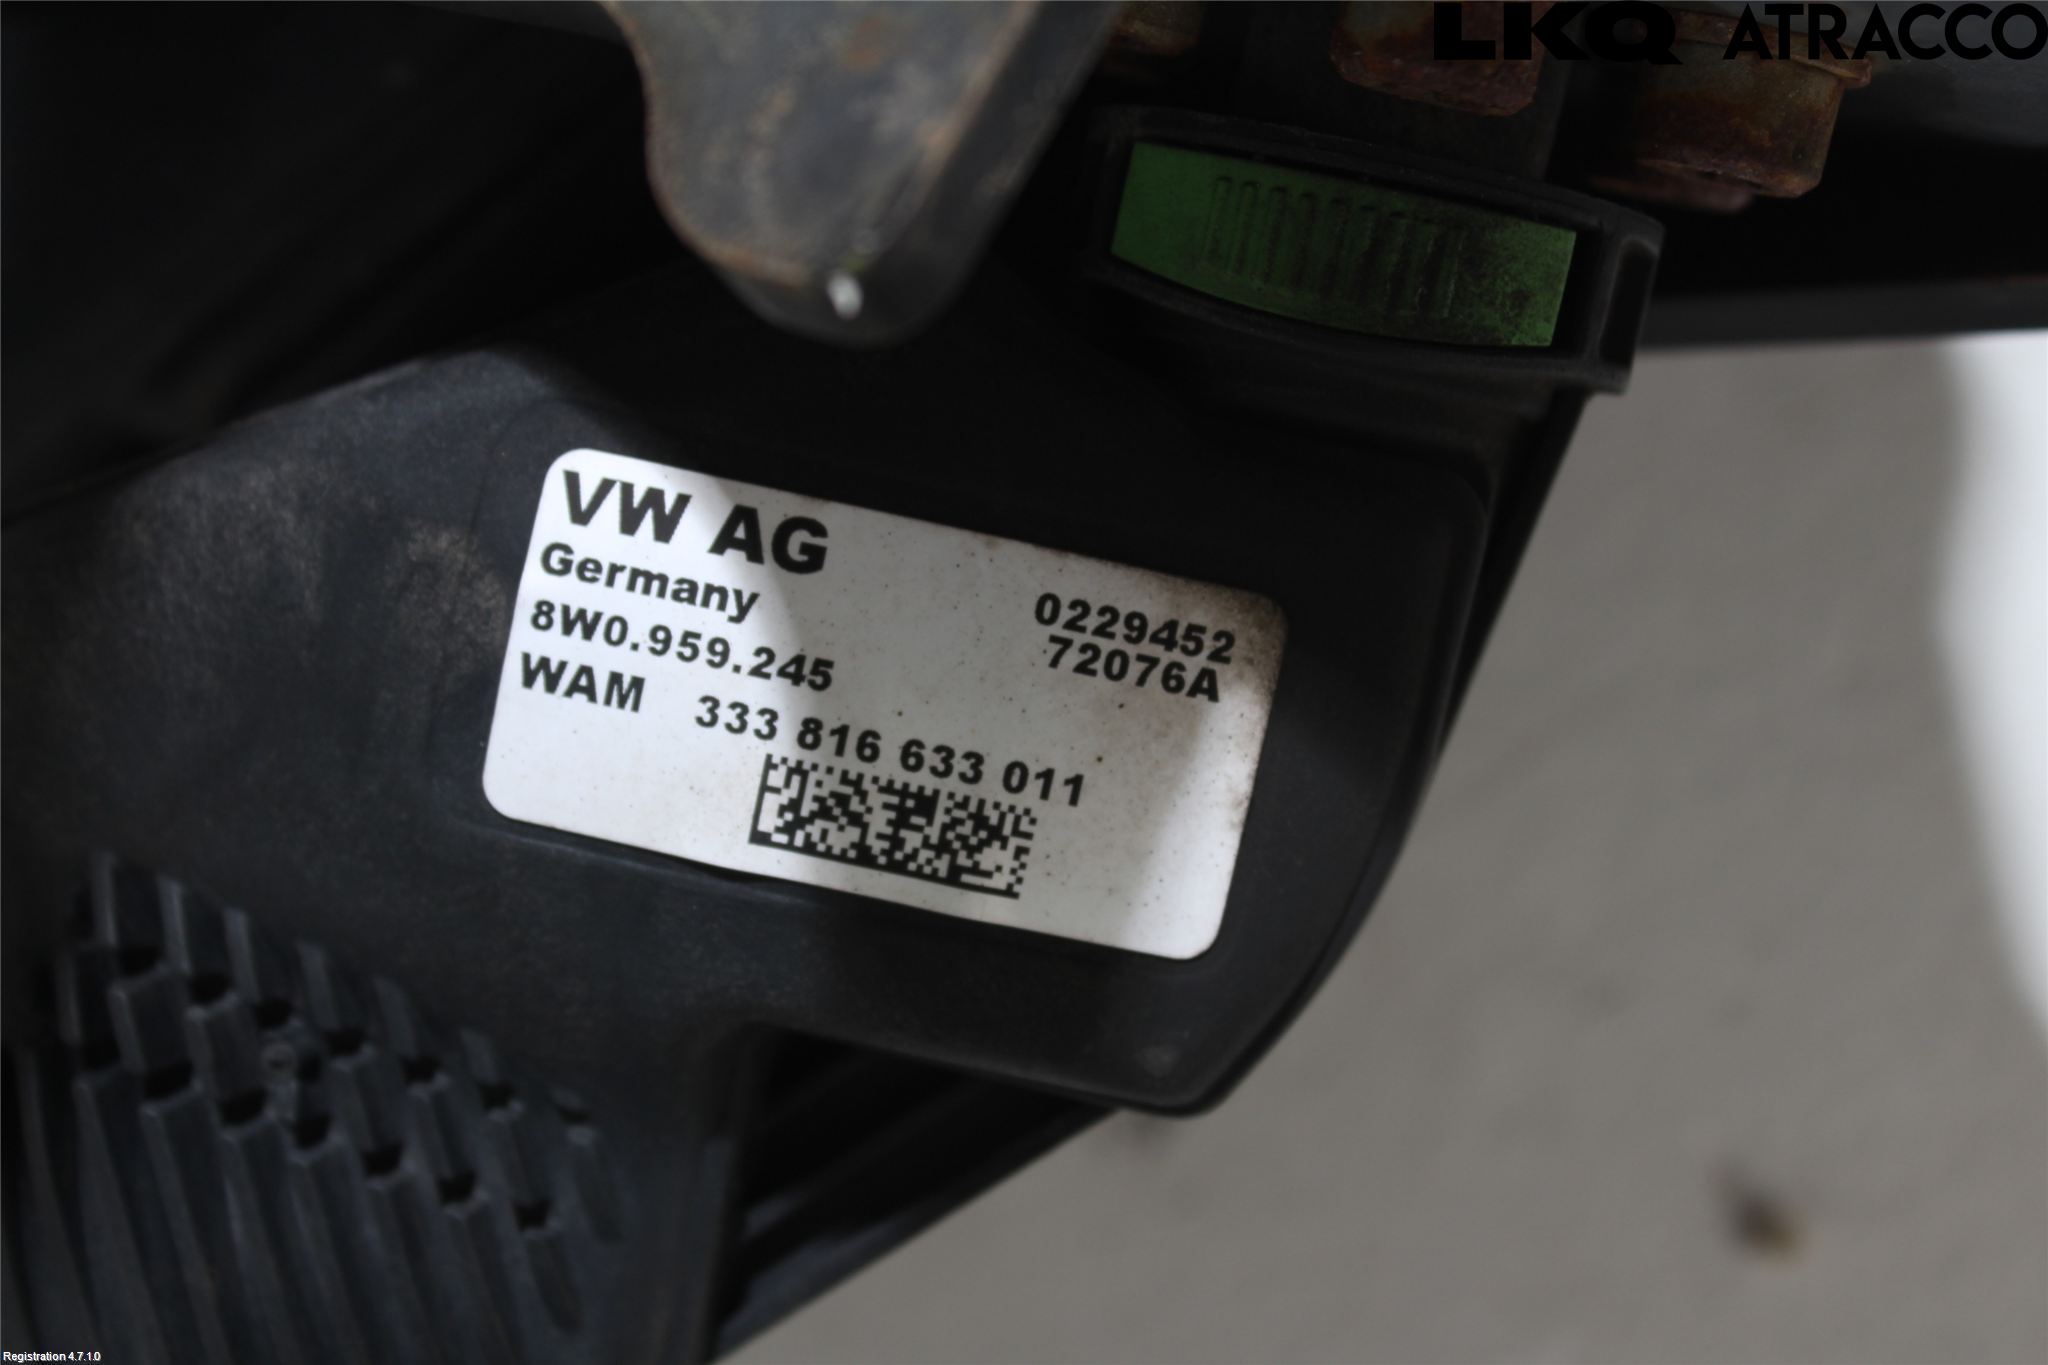 LKQ ATRACCO
VW AG
Germany
0229452
8W0.959.245
72076A
WAM 333 816 633 011
Registration 4.7.1.0